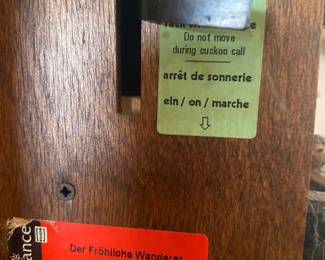 Do not move
during cuckoo call
arrêt de sonnerie
ein / on / marche
Der Fröhliche Wanderer